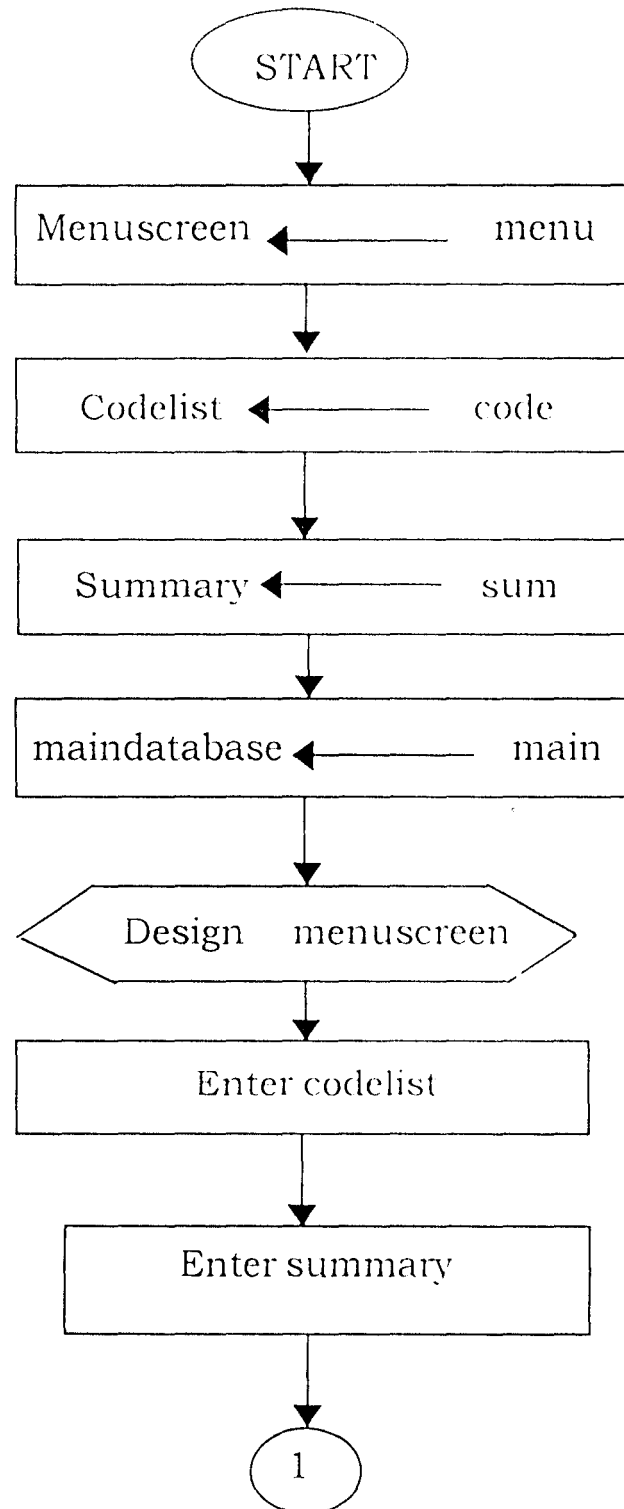 START
Menuscreen menu
Codelist code
Summary sum
maindatabase main
Design menuscreen
Enter codelist
Enter summary
1